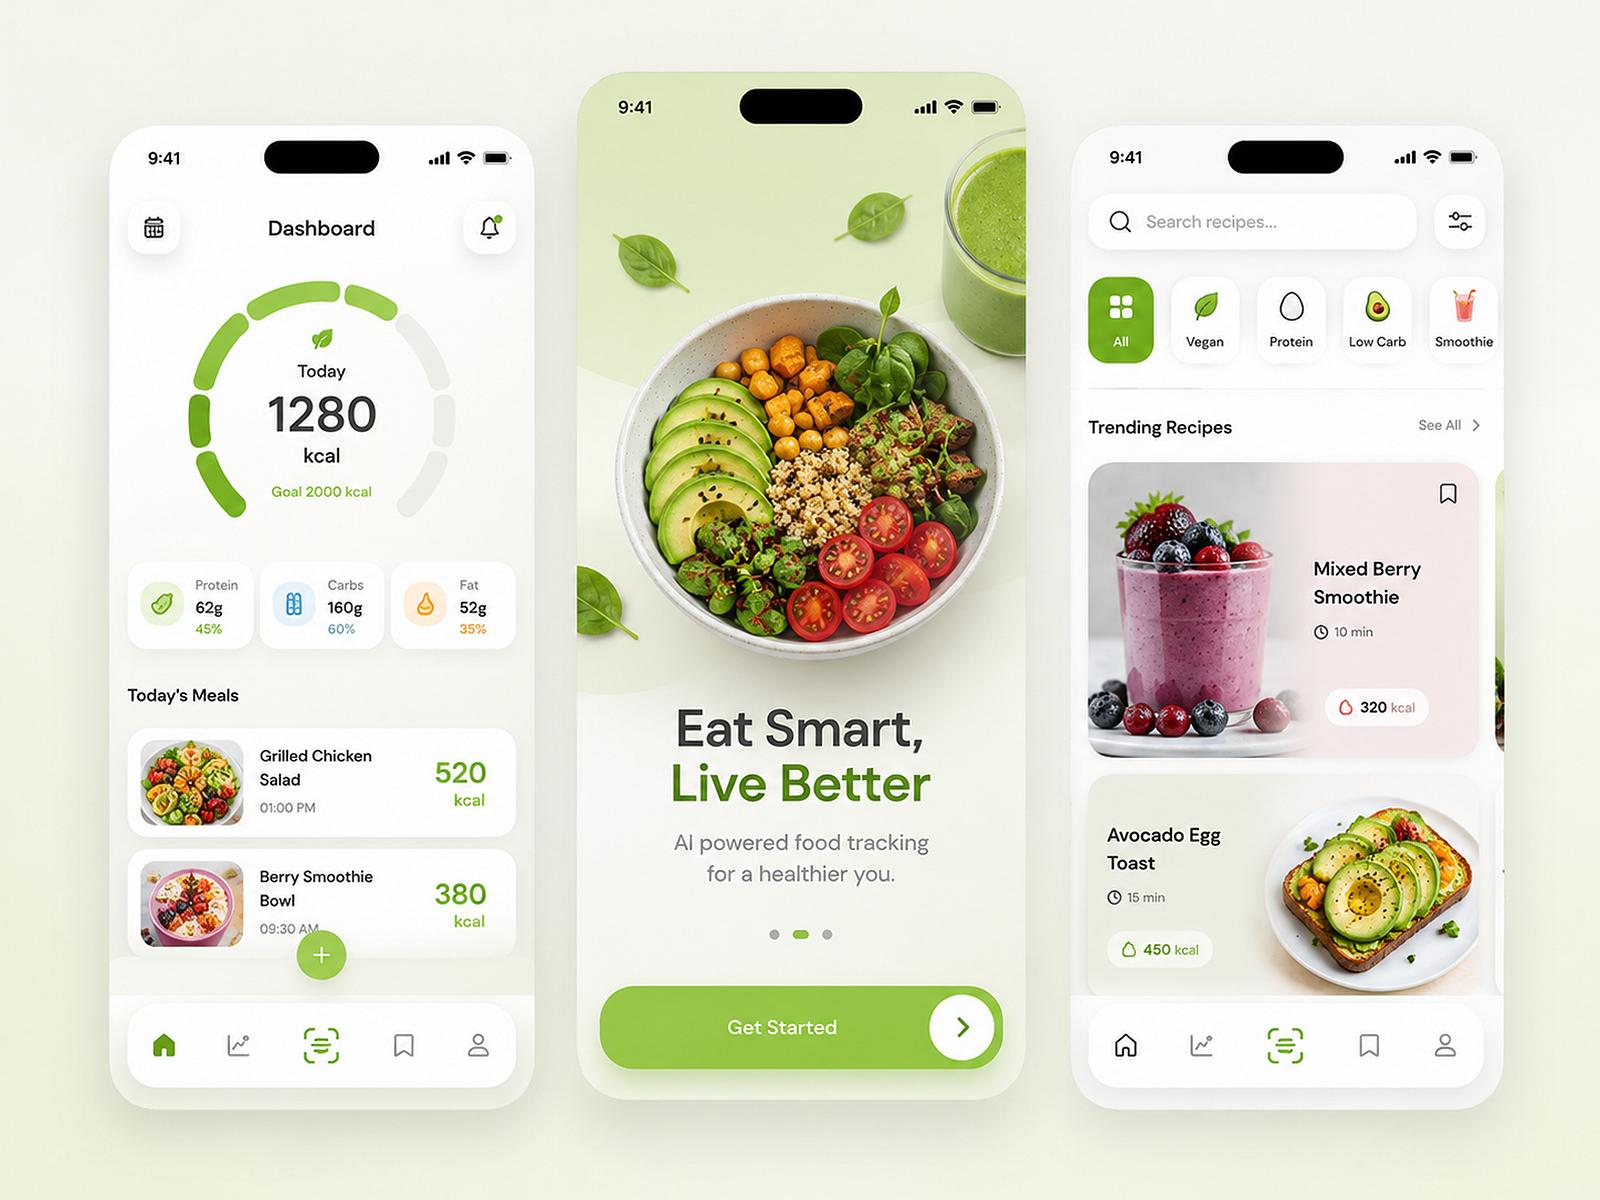 9:41
Dashboard
Today
1280
kcal
Goal 2000 kcal
Protein
62g
45%
Carbs
160g
60%
Fat
52g
35%
Today's Meals
Grilled Chicken
Salad
01:00 PM
520
kcal
Berry Smoothie
Bowl
09:30 AM
380
kcal
9:41
Eat Smart,
Live Better
AI powered food tracking
for a healthier you.
Get Started
9:41
Search recipes...
All
Vegan
Protein
Low Carb
Smoothie
Trending Recipes
See All
Mixed Berry
Smoothie
10 min
320 kcal
Avocado Egg
Toast
15 min
450 kcal